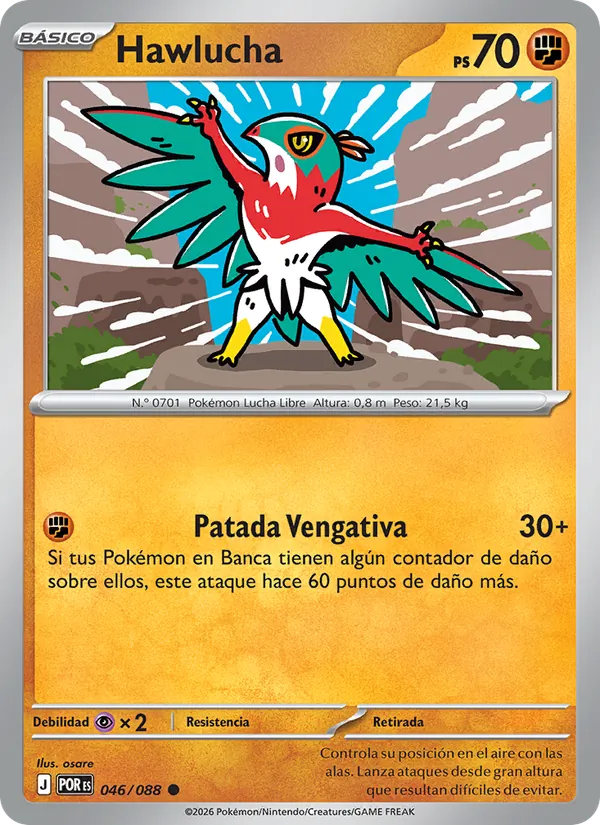 BÁSICO
Hawlucha
PS 70
N.º 0701 Pokémon Lucha Libre Altura: 0,8 m Peso: 21,5 kg
Patada Vengativa 30+
Si tus Pokémon en Banca tienen algún contador de daño
sobre ellos, este ataque hace 60 puntos de daño más.
Debilidad ×2 Resistencia Retirada
Ilus. osare
Controla su posición en el aire con las
alas. Lanza ataques desde gran altura
que resultan difíciles de evitar.
J POR ES 046/088
©2026 Pokémon/Nintendo/Creatures/GAME FREAK